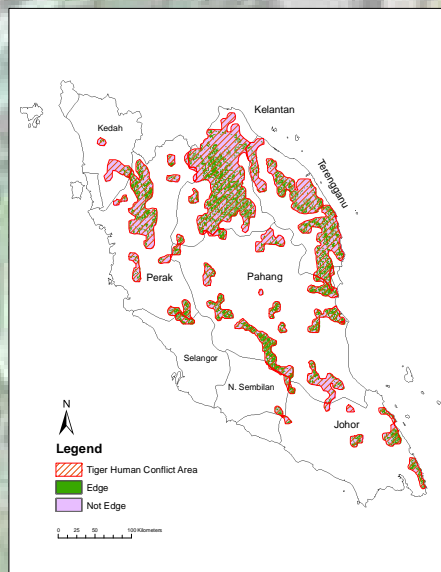 Kelantan
Kedah
Terengganu
Perak
Pahang
Selangor
N. Sembilan
Johor
N
Legend
Tiger Human Conflict Area
Edge
Not Edge
0 25 50 100 Kilometers